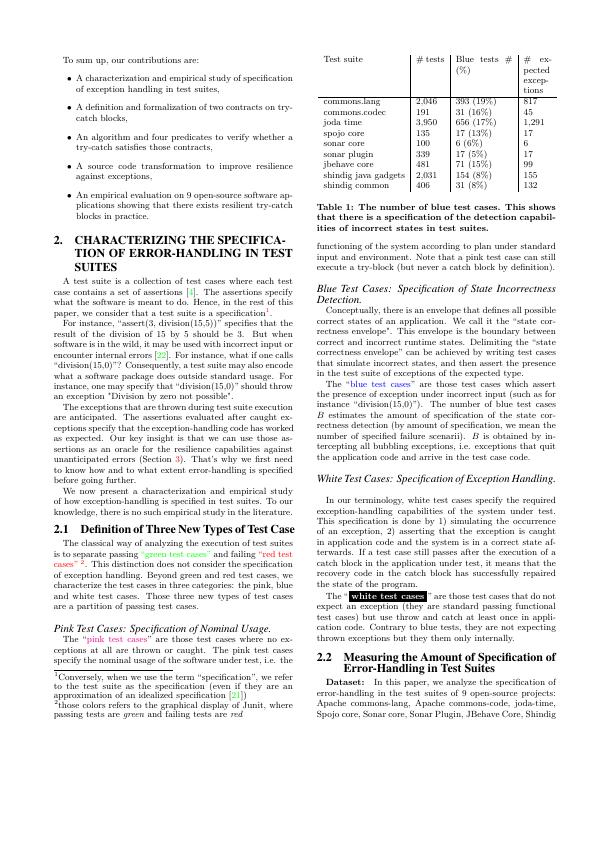 To sum up, our contributions are:
• A characterization and empirical study of specification
of exception handling in test suites,
• A definition and formalization of two contracts on try-
catch blocks,
• An algorithm and four predicates to verify whether a
try-catch satisfies those contracts,
• A source code transformation to improve resilience
against exceptions,
• An empirical evaluation on 9 open-source software ap-
plications showing that there exists resilient try-catch
blocks in practice.
2. CHARACTERIZING THE SPECIFICA-
TION OF ERROR-HANDLING IN TEST
SUITES
A test suite is a collection of test cases where each test
case contains a set of assertions [4]. The assertions specify
what the software is meant to do. Hence, in the rest of this
paper, we consider that a test suite is a specification1.
For instance, “assert(3, division(15,5))” specifies that the
result of the division of 15 by 5 should be 3. But when
software is in the wild, it may be used with incorrect input or
encounter internal errors [22]. For instance, what if one calls
“division(15,0)”? Consequently, a test suite may also encode
what a software package does outside standard usage. For
instance, one may specify that “division(15,0)” should throw
an exception "Division by zero not possible".
The exceptions that are thrown during test suite execution
are anticipated. The assertions evaluated after caught ex-
ceptions specify that the exception-handling code has worked
as expected. Our key insight is that we can use those as-
sertions as an oracle for the resilience capabilities against
unanticipated errors (Section 3). That's why we first need
to know how and to what extent error-handling is specified
before going further.
We now present a characterization and empirical study
of how exception-handling is specified in test suites. To our
knowledge, there is no such empirical study in the literature.
2.1 Definition of Three New Types of Test Case
The classical way of analyzing the execution of test suites
is to separate passing “green test cases” and failing “red test
cases” 2. This distinction does not consider the specification
of exception handling. Beyond green and red test cases, we
characterize the test cases in three categories: the pink, blue
and white test cases. Those three new types of test cases
are a partition of passing test cases.
Pink Test Cases: Specification of Nominal Usage.
The “pink test cases” are those test cases where no ex-
ceptions at all are thrown or caught. The pink test cases
specify the nominal usage of the software under test, i.e. the
1Conversely, when we use the term “specification”, we refer
to the test suite as the specification (even if they are an
approximation of an idealized specification [21])
2those colors refers to the graphical display of Junit, where
passing tests are green and failing tests are red
Test suite # tests Blue tests # (%) # ex-pected excep-tions
commons.lang 2,046 393 (19%) 817
commons.codec 191 31 (16%) 45
joda time 3,950 656 (17%) 1,291
spojo core 135 17 (13%) 17
sonar core 100 6 (6%) 6
sonar plugin 339 17 (5%) 17
jbehave core 481 71 (15%) 99
shindig java gadgets 2,031 154 (8%) 155
shindig common 406 31 (8%) 132
Table 1: The number of blue test cases. This shows
that there is a specification of the detection capabil-
ities of incorrect states in test suites.
functioning of the system according to plan under standard
input and environment. Note that a pink test case can still
execute a try-block (but never a catch block by definition).
Blue Test Cases: Specification of State Incorrectness
Detection.
Conceptually, there is an envelope that defines all possible
correct states of an application. We call it the “state cor-
rectness envelope". This envelope is the boundary between
correct and incorrect runtime states. Delimiting the “state
correctness envelope” can be achieved by writing test cases
that simulate incorrect states, and then assert the presence
in the test suite of exceptions of the expected type.
The “blue test cases” are those test cases which assert
the presence of exception under incorrect input (such as for
instance “division(15,0)”). The number of blue test cases
B estimates the amount of specification of the state cor-
rectness detection (by amount of specification, we mean the
number of specified failure scenarii). B is obtained by in-
tercepting all bubbling exceptions, i.e. exceptions that quit
the application code and arrive in the test case code.
White Test Cases: Specification of Exception Handling.
In our terminology, white test cases specify the required
exception-handling capabilities of the system under test.
This specification is done by 1) simulating the occurrence
of an exception, 2) asserting that the exception is caught
in application code and the system is in a correct state af-
terwards. If a test case still passes after the execution of a
catch block in the application under test, it means that the
recovery code in the catch block has successfully repaired
the state of the program.
The “ white test cases ” are those test cases that do not
expect an exception (they are standard passing functional
test cases) but use throw and catch at least once in appli-
cation code. Contrary to blue tests, they are not expecting
thrown exceptions but they them only internally.
2.2 Measuring the Amount of Specification of
Error-Handling in Test Suites
Dataset: In this paper, we analyze the specification of
error-handling in the test suites of 9 open-source projects:
Apache commons-lang, Apache commons-code, joda-time,
Spojo core, Sonar core, Sonar Plugin, JBehave Core, Shindig